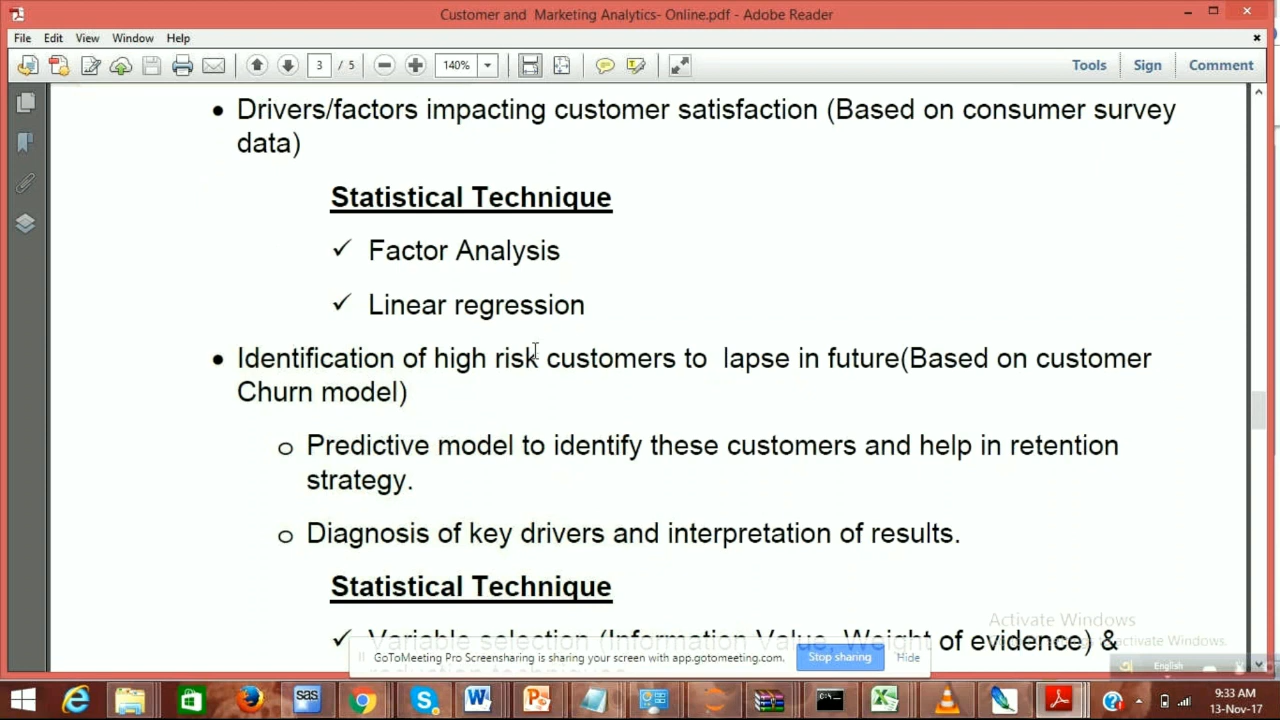 Customer and  Marketing Analytics- Online.pdf - Adobe Reader
File Edit View Window Help
3 / 5 140% Tools Sign Comment
• Drivers/factors impacting customer satisfaction (Based on consumer survey
data)
Statistical Technique
✓ Factor Analysis
✓ Linear regression
• Identification of high risk customers to  lapse in future(Based on customer
Churn model)
o Predictive model to identify these customers and help in retention
strategy.
o Diagnosis of key drivers and interpretation of results.
Statistical Technique
✓ Variable selection (Information Value, Weight of evidence) &
Activate Windows
activate Windows.
GoToMeeting Pro Screensharing is sharing your screen with app.gotomeeting.com. Stop sharing Hide
English
sas
9:33 AM
13-Nov-17